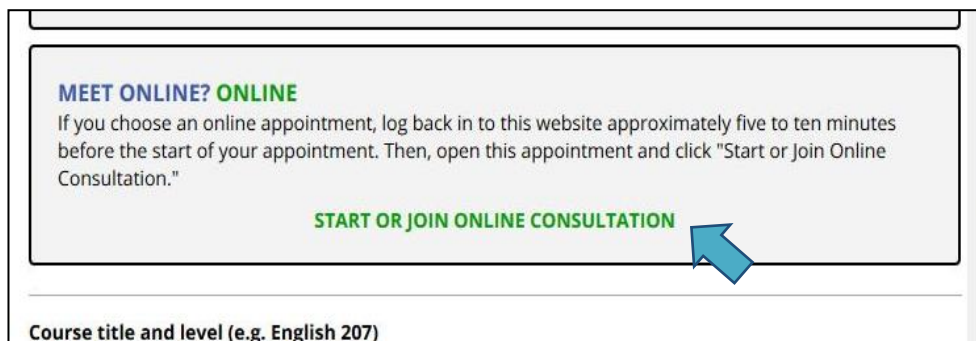 MEET ONLINE? ONLINE
If you choose an online appointment, log back in to this website approximately five to ten minutes
before the start of your appointment. Then, open this appointment and click "Start or Join Online
Consultation."
START OR JOIN ONLINE CONSULTATION
Course title and level (e.g. English 207)